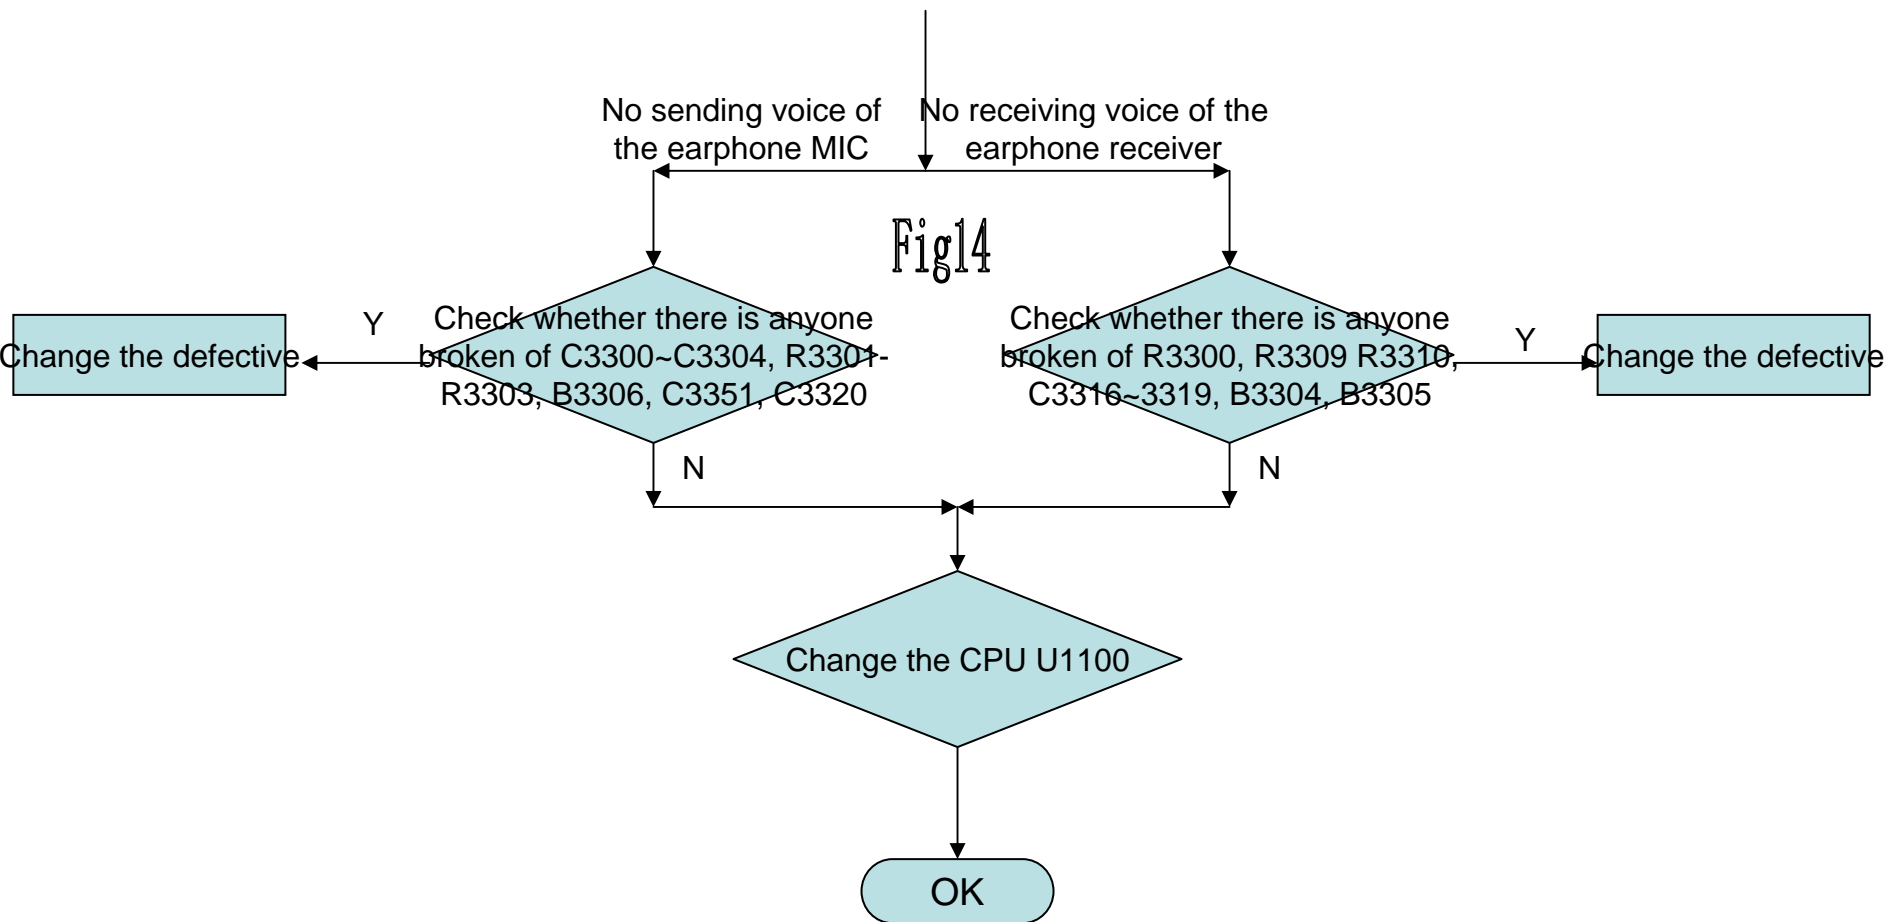 No sending voice of
the earphone MIC
No receiving voice of the
earphone receiver
Fig14
Change the defective
Y
Check whether there is anyone
broken of C3300~C3304, R3301-
R3303, B3306, C3351, C3320
Check whether there is anyone
broken of R3300, R3309 R3310,
C3316~3319, B3304, B3305
Y
Change the defective
N
N
Change the CPU U1100
OK